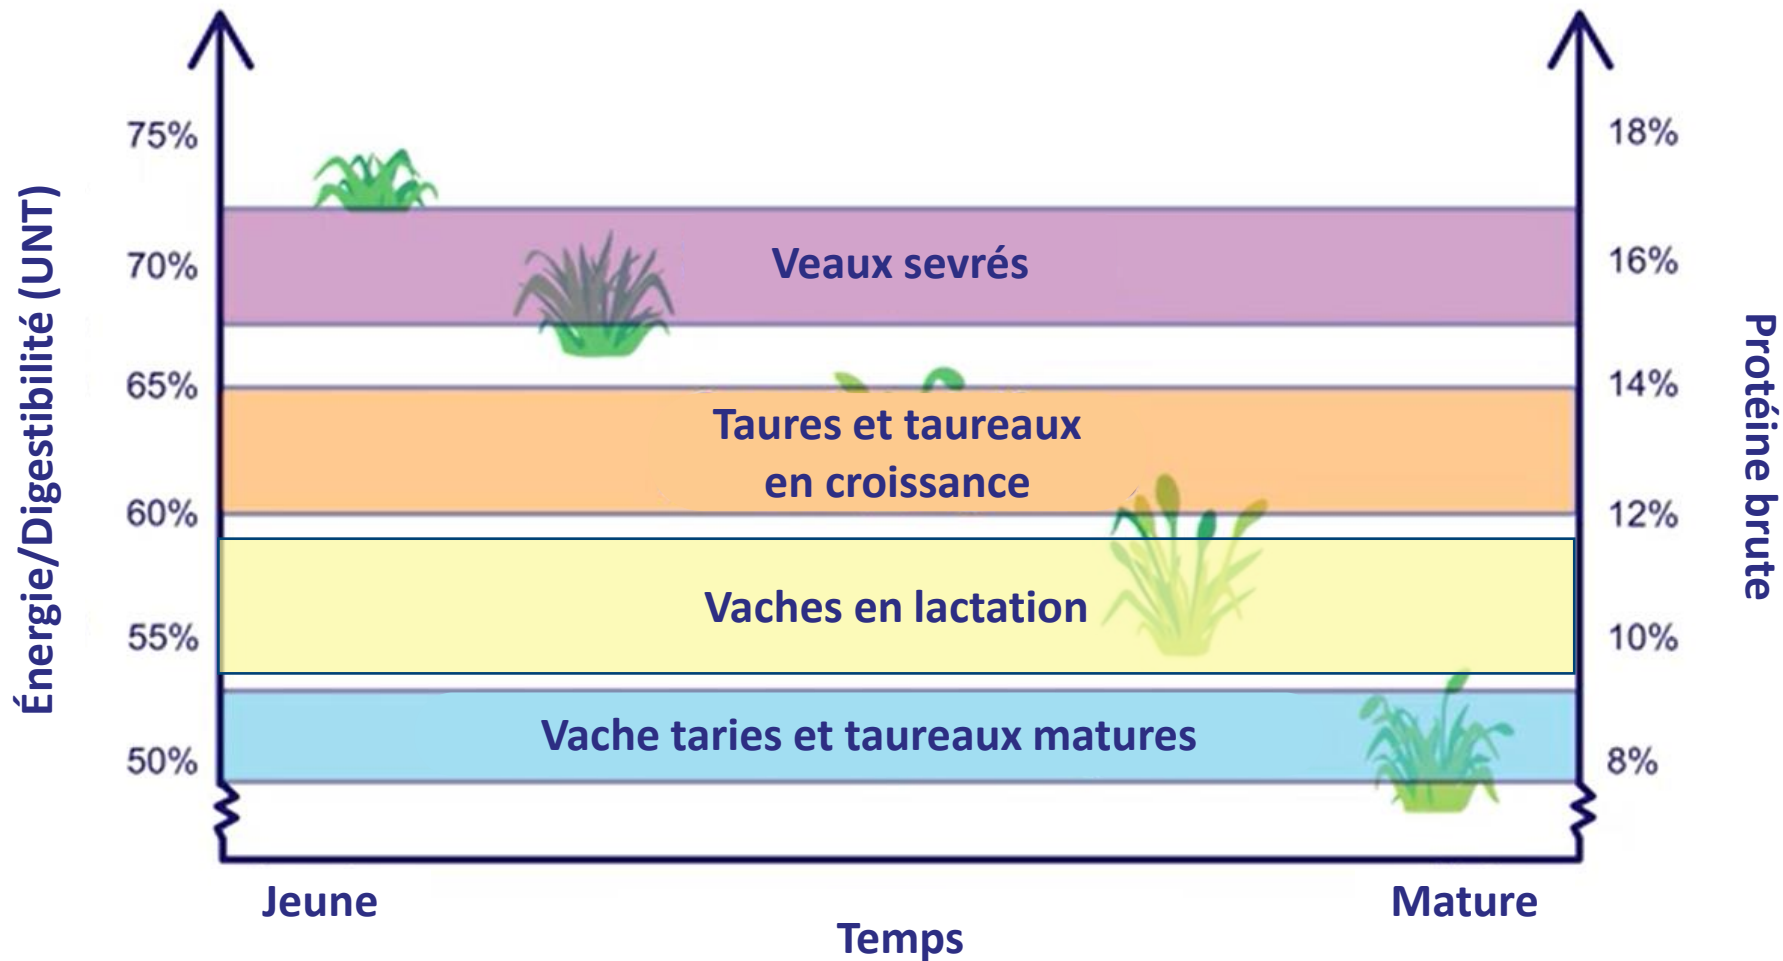 Énergie/Digestibilité (UNT)
75%
70%
65%
60%
55%
50%
Veaux sevrés
Taures et taureaux
en croissance
Vaches en lactation
Vache taries et taureaux matures
18%
16%
14%
12%
10%
8%
Protéine brute
Jeune
Mature
Temps